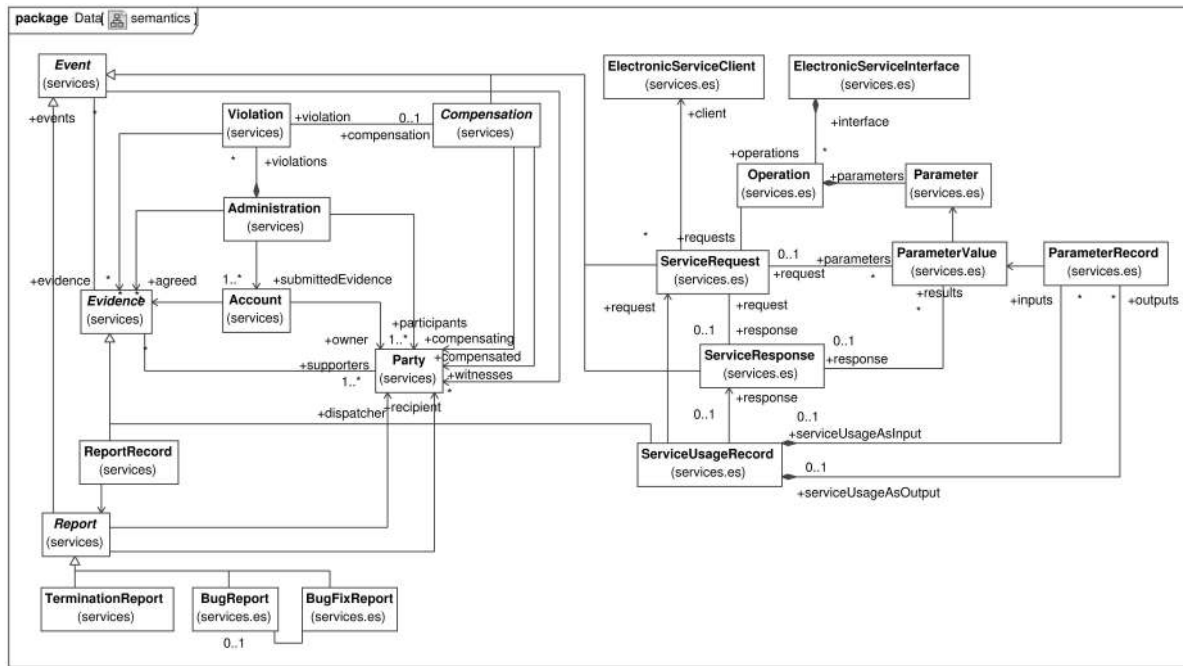 package Data[ semantics]
Event
(services)
+events
*
Violation
(services)
+violation
0..1
+compensation
Compensation
(services)
*
+violations
Administration
(services)
+evidence
*
*
*
+agreed
1..*
+submittedEvidence
Evidence
(services)
Account
(services)
+owner
+participants
1..*
+compensating
+compensated
*
+supporters
1..*
Party
(services)
+witnesses
*
+dispatcher
+recipient
ReportRecord
(services)
Report
(services)
TerminationReport
(services)
BugReport
(services.es)
BugFixReport
(services.es)
0..1
ElectronicServiceClient
(services.es)
+client
ElectronicServiceInterface
(services.es)
+interface
+operations
*
Operation
(services.es)
+parameters
Parameter
(services.es)
*
+requests
ServiceRequest
(services.es)
0..1
+request
+parameters
*
ParameterValue
(services.es)
+results
*
ParameterRecord
(services.es)
+inputs
*
*
+outputs
+request
+request
+response
0..1
ServiceResponse
(services.es)
0..1
+response
+response
0..1
0..1
+serviceUsageAsInput
ServiceUsageRecord
(services.es)
0..1
+serviceUsageAsOutput